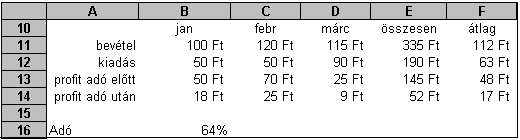 A B C D E F
10 jan febr márc összesen átlag
11 bevétel 100 Ft 120 Ft 115 Ft 335 Ft 112 Ft
12 kiadás 50 Ft 50 Ft 90 Ft 190 Ft 63 Ft
13 profit adó előtt 50 Ft 70 Ft 25 Ft 145 Ft 48 Ft
14 profit adó után 18 Ft 25 Ft 9 Ft 52 Ft 17 Ft
15
16 Adó 64%